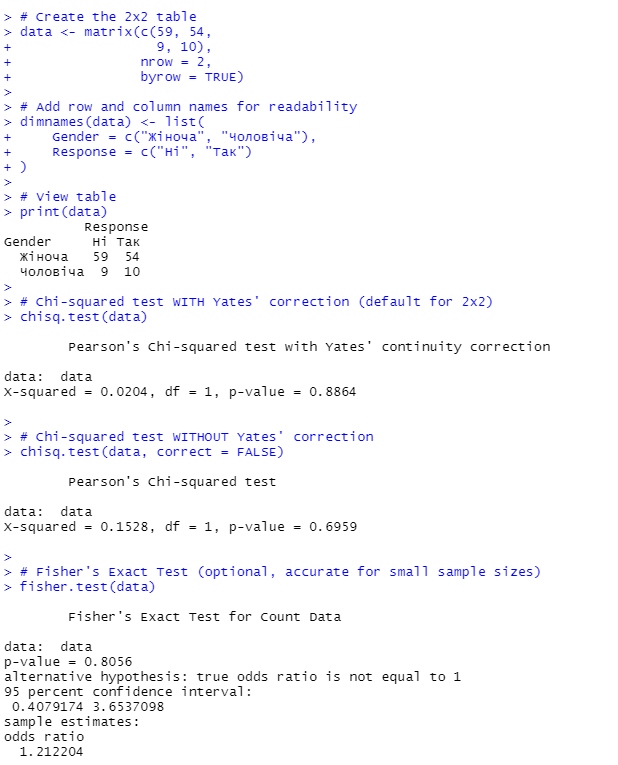 > # Create the 2x2 table
> data <- matrix(c(59, 54,
+                  9, 10),
+                nrow = 2,
+                byrow = TRUE)
>
> # Add row and column names for readability
> dimnames(data) <- list(
+     Gender = c("Жіноча", "Чоловіча"),
+     Response = c("Ні", "Так")
+ )
>
> # View table
> print(data)
          Response
Gender     Ні Так
  Жіноча   59  54
  Чоловіча  9  10
>
> # Chi-squared test WITH Yates' correction (default for 2x2)
> chisq.test(data)

        Pearson's Chi-squared test with Yates' continuity correction

data:  data
X-squared = 0.0204, df = 1, p-value = 0.8864

>
> # Chi-squared test WITHOUT Yates' correction
> chisq.test(data, correct = FALSE)

        Pearson's Chi-squared test

data:  data
X-squared = 0.1528, df = 1, p-value = 0.6959

>
> # Fisher's Exact Test (optional, accurate for small sample sizes)
> fisher.test(data)

        Fisher's Exact Test for Count Data

data:  data
p-value = 0.8056
alternative hypothesis: true odds ratio is not equal to 1
95 percent confidence interval:
 0.4079174 3.6537098
sample estimates:
odds ratio
  1.212204